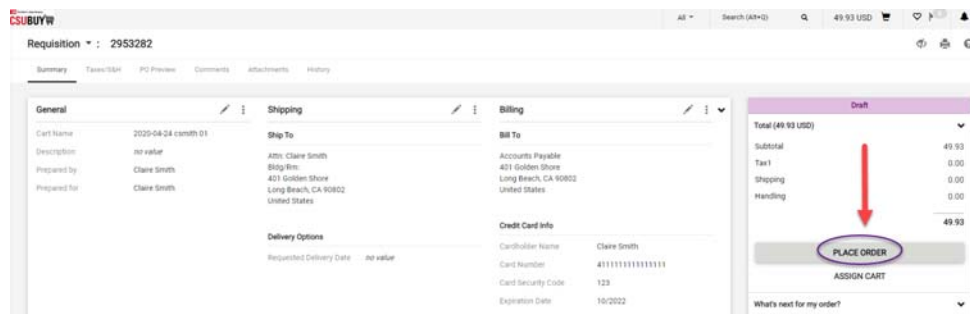 CSUBUY
All
Search (Alt+Q)
49.93 USD
Requisition : 2953282
Summary
Taxes/S&H
PO Preview
Comments
Attachments
History
General
Cart Name 2020-04-24 csmith 01
Description no value
Prepared by Claire Smith
Prepared for Claire Smith
Shipping
Ship To
Attn: Claire Smith
Bldg/Rm:
401 Golden Shore
Long Beach, CA 90802
United States
Delivery Options
Requested Delivery Date no value
Billing
Bill To
Accounts Payable
401 Golden Shore
Long Beach, CA 90802
United States
Credit Card Info
Cardholder Name Claire Smith
Card Number 4111111111111111
Card Security Code 123
Expiration Date 10/2022
Draft
Total (49.93 USD)
Subtotal 49.93
Tax1 0.00
Shipping 0.00
Handling 0.00
49.93
PLACE ORDER
ASSIGN CART
What's next for my order?